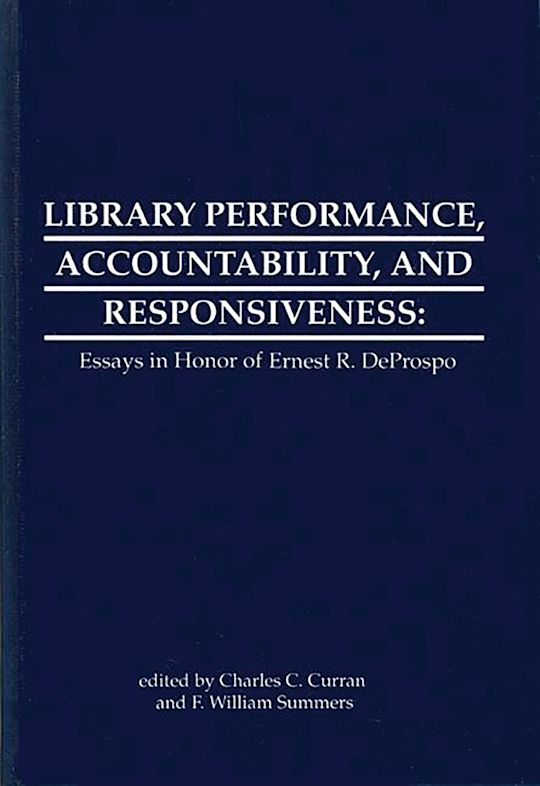 LIBRARY PERFORMANCE,
ACCOUNTABILITY, AND
RESPONSIVENESS:
Essays in Honor of Ernest R. DeProspo
edited by Charles C. Curran
and F. William Summers